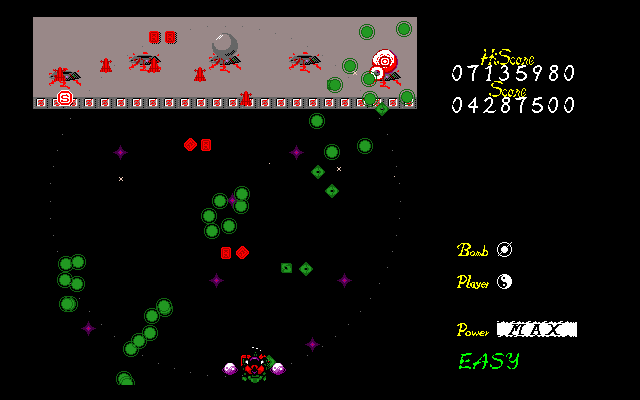 HiScore
07135980
Score
04287500
S
Bomb
Player
Power MAX
EASY